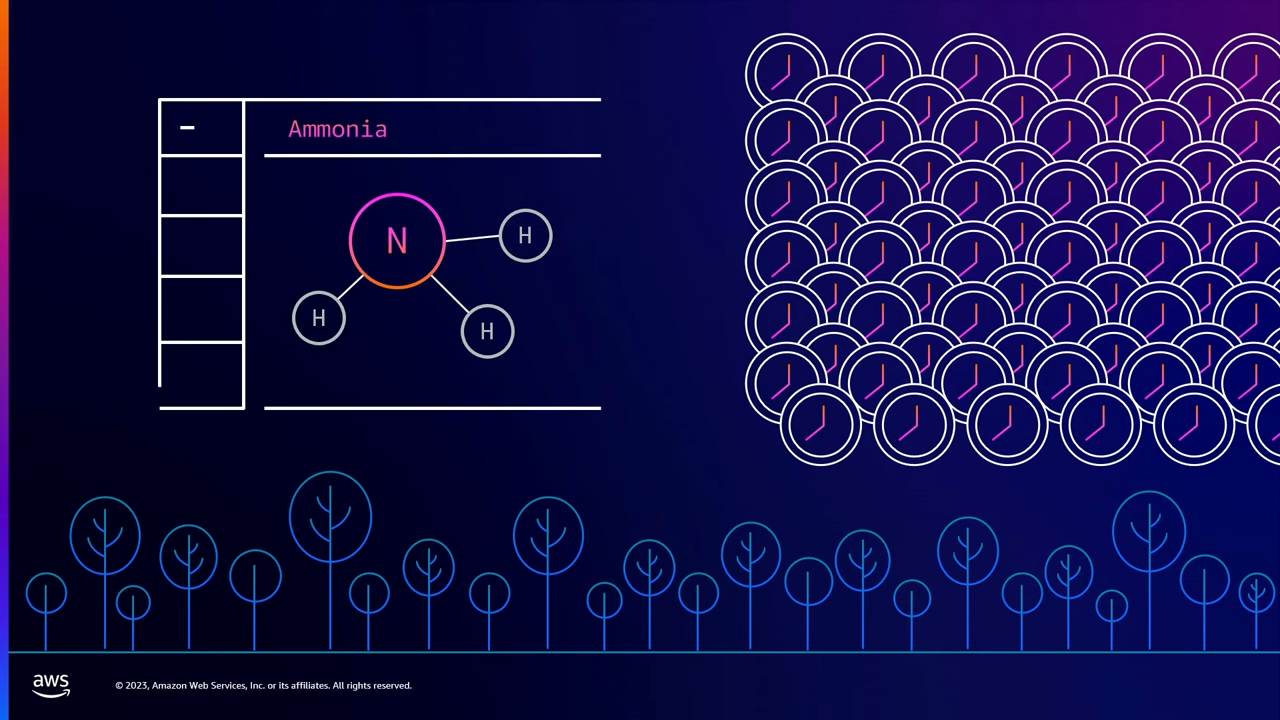 Ammonia
N
H
H
H
aws
© 2023, Amazon Web Services, Inc. or its affiliates. All rights reserved.